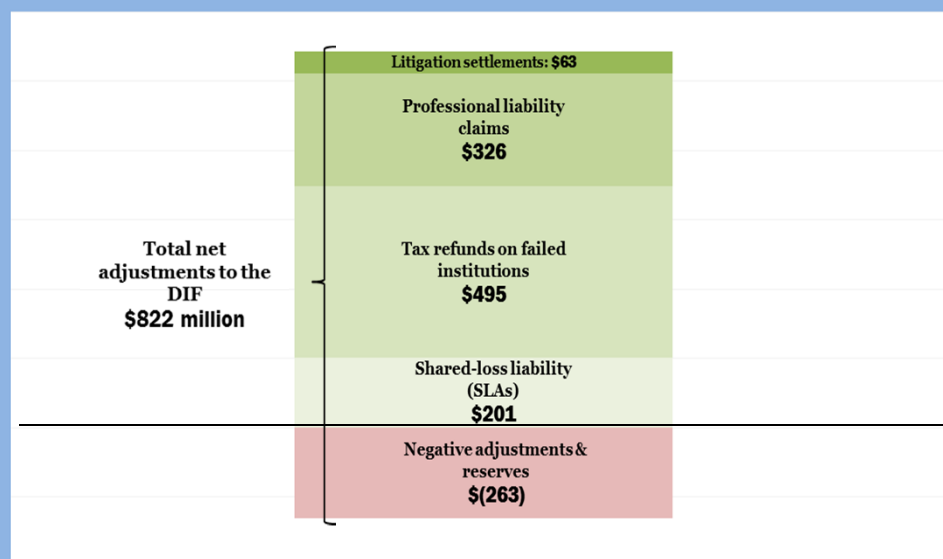 Litigation settlements: $63
Professional liability
claims
$326
Total net
adjustments to the
DIF
$822 million
Tax refunds on failed
institutions
$495
Shared-loss liability
(SLAs)
$201
Negative adjustments &
reserves
$(263)